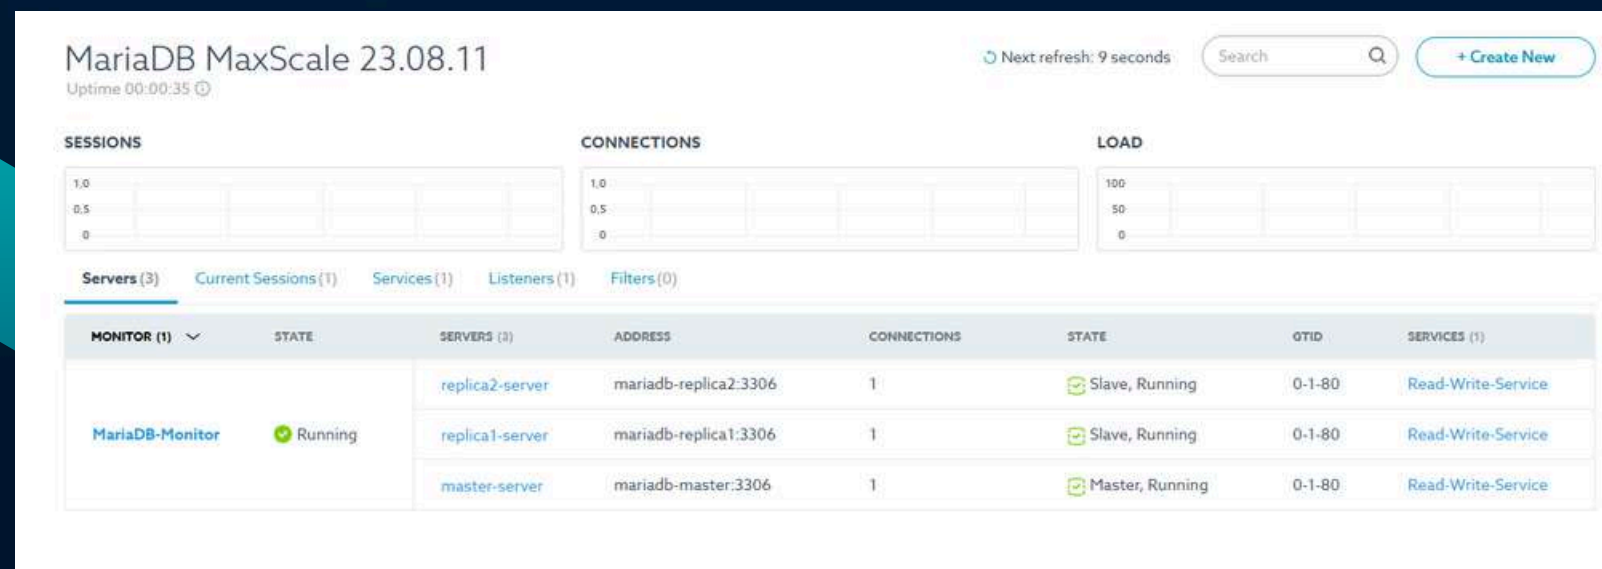 MariaDB MaxScale 23.08.11
Uptime 00:00:35
Next refresh: 9 seconds
Search
+ Create New
SESSIONS
CONNECTIONS
LOAD
1,0
0,5
0
1,0
0,5
0
100
50
0
Servers (3) Current Sessions (1) Services (1) Listeners (1) Filters (0)
MONITOR (1) STATE SERVERS (3) ADDRESS CONNECTIONS STATE GTID SERVICES (1)
replica2-server mariadb-replica2:3306 1 Slave, Running 0-1-80 Read-Write-Service
MariaDB-Monitor Running replica1-server mariadb-replica1:3306 1 Slave, Running 0-1-80 Read-Write-Service
master-server mariadb-master:3306 1 Master, Running 0-1-80 Read-Write-Service